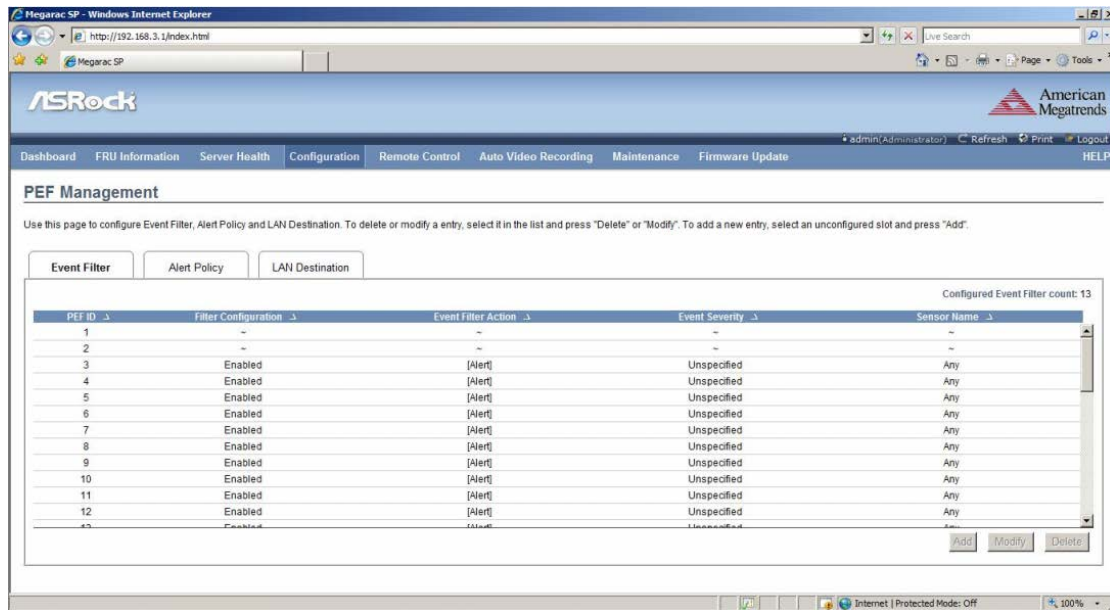 Megarac SP - Windows Internet Explorer
http://192.168.3.1/index.html
Live Search
Megarac SP
Page
Tools
ASRock
American
Megatrends
admin(Administrator) Refresh Print Logout
Dashboard FRU Information Server Health Configuration Remote Control Auto Video Recording Maintenance Firmware Update HELP
PEF Management
Use this page to configure Event Filter, Alert Policy and LAN Destination. To delete or modify a entry, select it in the list and press "Delete" or "Modify". To add a new entry, select an unconfigured slot and press "Add".
Event Filter Alert Policy LAN Destination
Configured Event Filter count: 13
PEF ID Filter Configuration Event Filter Action Event Severity Sensor Name
1 ~ ~ ~ ~
2 ~ ~ ~ ~
3 Enabled [Alert] Unspecified Any
4 Enabled [Alert] Unspecified Any
5 Enabled [Alert] Unspecified Any
6 Enabled [Alert] Unspecified Any
7 Enabled [Alert] Unspecified Any
8 Enabled [Alert] Unspecified Any
9 Enabled [Alert] Unspecified Any
10 Enabled [Alert] Unspecified Any
11 Enabled [Alert] Unspecified Any
12 Enabled [Alert] Unspecified Any
Add Modify Delete
Internet | Protected Mode: Off 100%